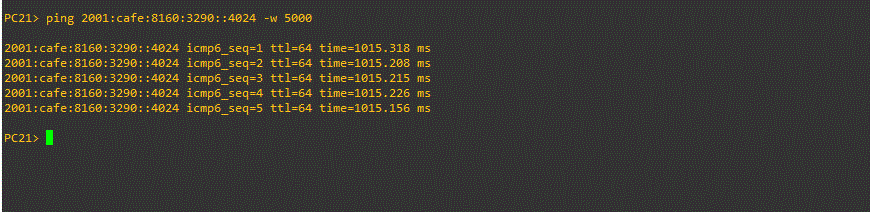 PC21> ping 2001:cafe:8160:3290::4024 -w 5000
2001:cafe:8160:3290::4024 icmp6_seq=1 ttl=64 time=1015.318 ms
2001:cafe:8160:3290::4024 icmp6_seq=2 ttl=64 time=1015.208 ms
2001:cafe:8160:3290::4024 icmp6_seq=3 ttl=64 time=1015.215 ms
2001:cafe:8160:3290::4024 icmp6_seq=4 ttl=64 time=1015.226 ms
2001:cafe:8160:3290::4024 icmp6_seq=5 ttl=64 time=1015.156 ms
PC21>